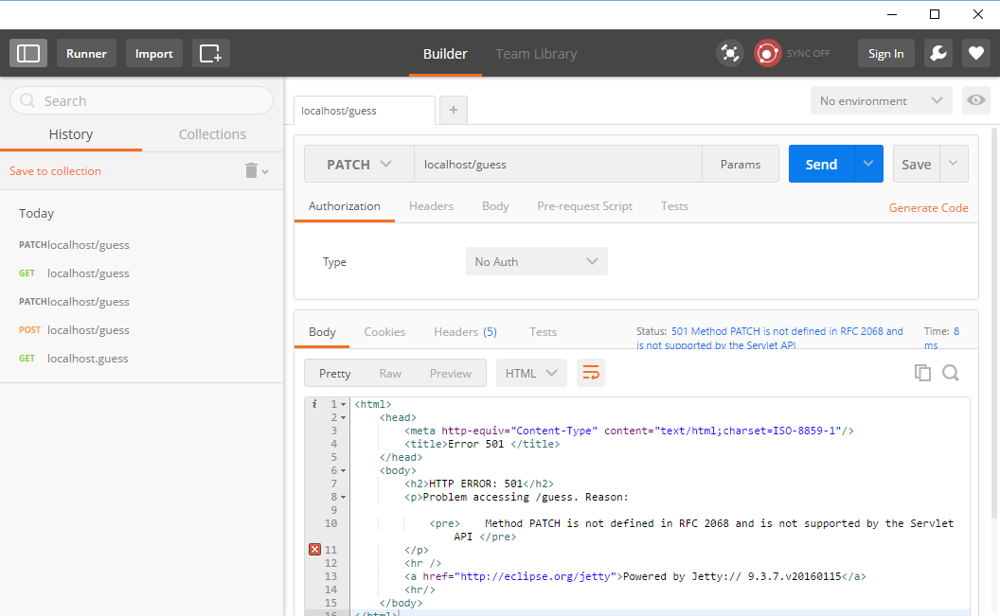 Runner Import Builder Team Library SYNC OFF Sign In
Search
History Collections
Save to collection
Today
PATCH localhost/guess
GET localhost/guess
PATCH localhost/guess
POST localhost/guess
GET localhost.guess
localhost/guess + No environment
PATCH localhost/guess Params Send Save
Authorization Headers Body Pre-request Script Tests Generate Code
Type No Auth
Body Cookies Headers (5) Tests
Status: 501 Method PATCH is not defined in RFC 2068 and
is not supported by the Servlet API
Time: 8
ms
Pretty Raw Preview HTML
i 1 <html>
2 <head>
3 <meta http-equiv="Content-Type" content="text/html;charset=ISO-8859-1"/>
4 <title>Error 501 </title>
5 </head>
6 <body>
7 <h2>HTTP ERROR: 501</h2>
8 <p>Problem accessing /guess. Reason:
9
10 <pre>    Method PATCH is not defined in RFC 2068 and is not supported by the Servlet
API </pre>
11 </p>
12 <hr />
13 <a href="http://eclipse.org/jetty">Powered by Jetty:// 9.3.7.v20160115</a>
14 <hr/>
15 </body>
16 </html>